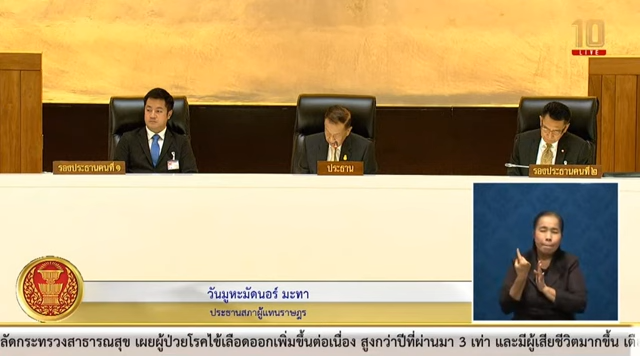 10
LIVE
รองประธานคนที่ ๑
ประธาน
รองประธานคนที่ ๒
วันมูหะมัดนอร์ มะทา
ประธานสภาผู้แทนราษฎร
ลัดกระทรวงสาธารณสุข เผยผู้ป่วยโรคไข้เลือดออกเพิ่มขึ้นต่อเนื่อง สูงกว่าปีที่ผ่านมา 3 เท่า และมีผู้เสียชีวิตมากขึ้น